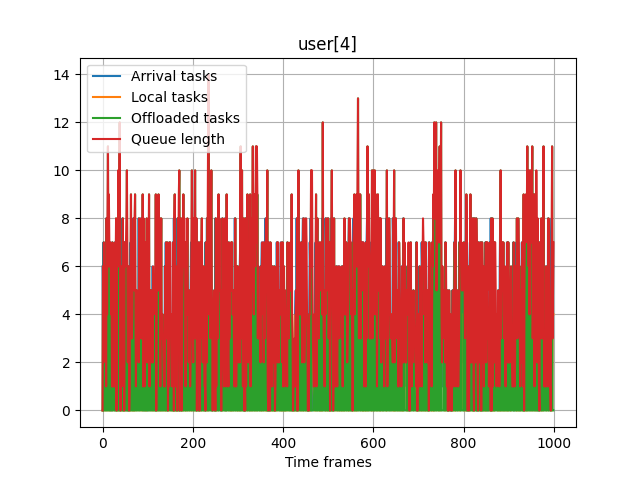 user[4]
Arrival tasks
Local tasks
Offloaded tasks
Queue length
14
12
10
8
6
4
2
0
0 200 400 600 800 1000
Time frames